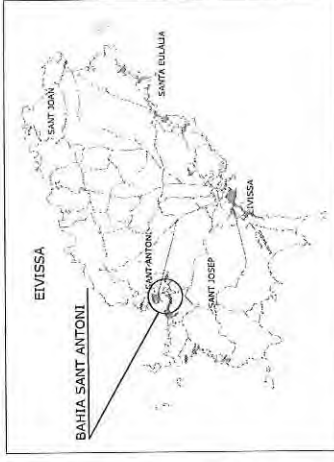 EIVISSA
BAHIA SANT ANTONI
SANT JOAN
SANTA EULÀLIA
SANT ANTONI
SANT JOSEP
EIVISSA